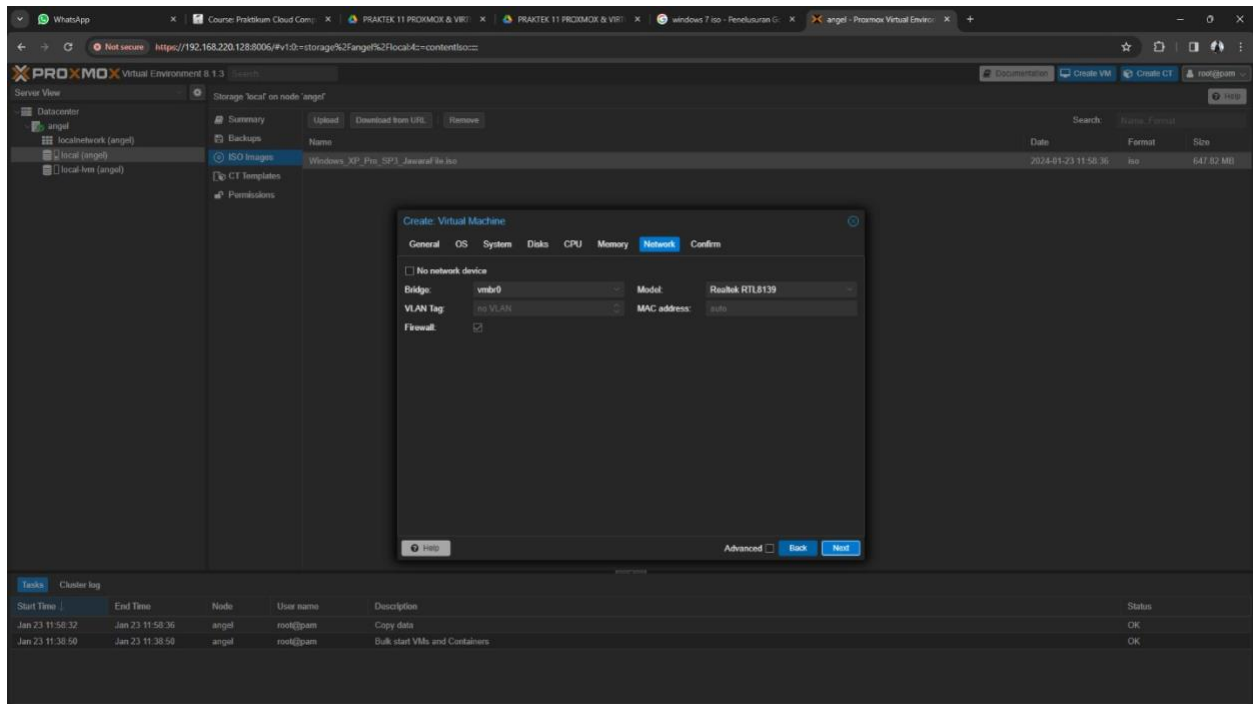 WhatsApp
Course: Praktikum Cloud Comp
PRAKTEK 11 PROXMOX & VIRT
PRAKTEK 11 PROXMOX & VIRT
windows 7 iso - Penelusuran G
angel - Proxmox Virtual Environ
Not secure https://192.168.220.128:8006/#v1:0:=storage%2Fangel%2Flocal:4::=contentIso:::
PROXMOX Virtual Environment 8.1.3 Search
Documentation Create VM Create CT root@pam
Server View
Storage 'local' on node 'angel' Help
Datacenter
angel
localnetwork (angel)
local (angel)
local-lvm (angel)
Summary
Backups
ISO Images
CT Templates
Permissions
Upload Download from URL Remove Search: Name, Format
Name Date Format Size
Windows_XP_Pro_SP3_JawaraFile.iso 2024-01-23 11:58:36 iso 647.82 MB
Create: Virtual Machine
General OS System Disks CPU Memory Network Confirm
No network device
Bridge: vmbr0 Model: Realtek RTL8139
VLAN Tag: no VLAN MAC address: auto
Firewall:
Help Advanced Back Next
Tasks Cluster log
Start Time End Time Node User name Description Status
Jan 23 11:58:32 Jan 23 11:58:36 angel root@pam Copy data OK
Jan 23 11:38:50 Jan 23 11:38:50 angel root@pam Bulk start VMs and Containers OK